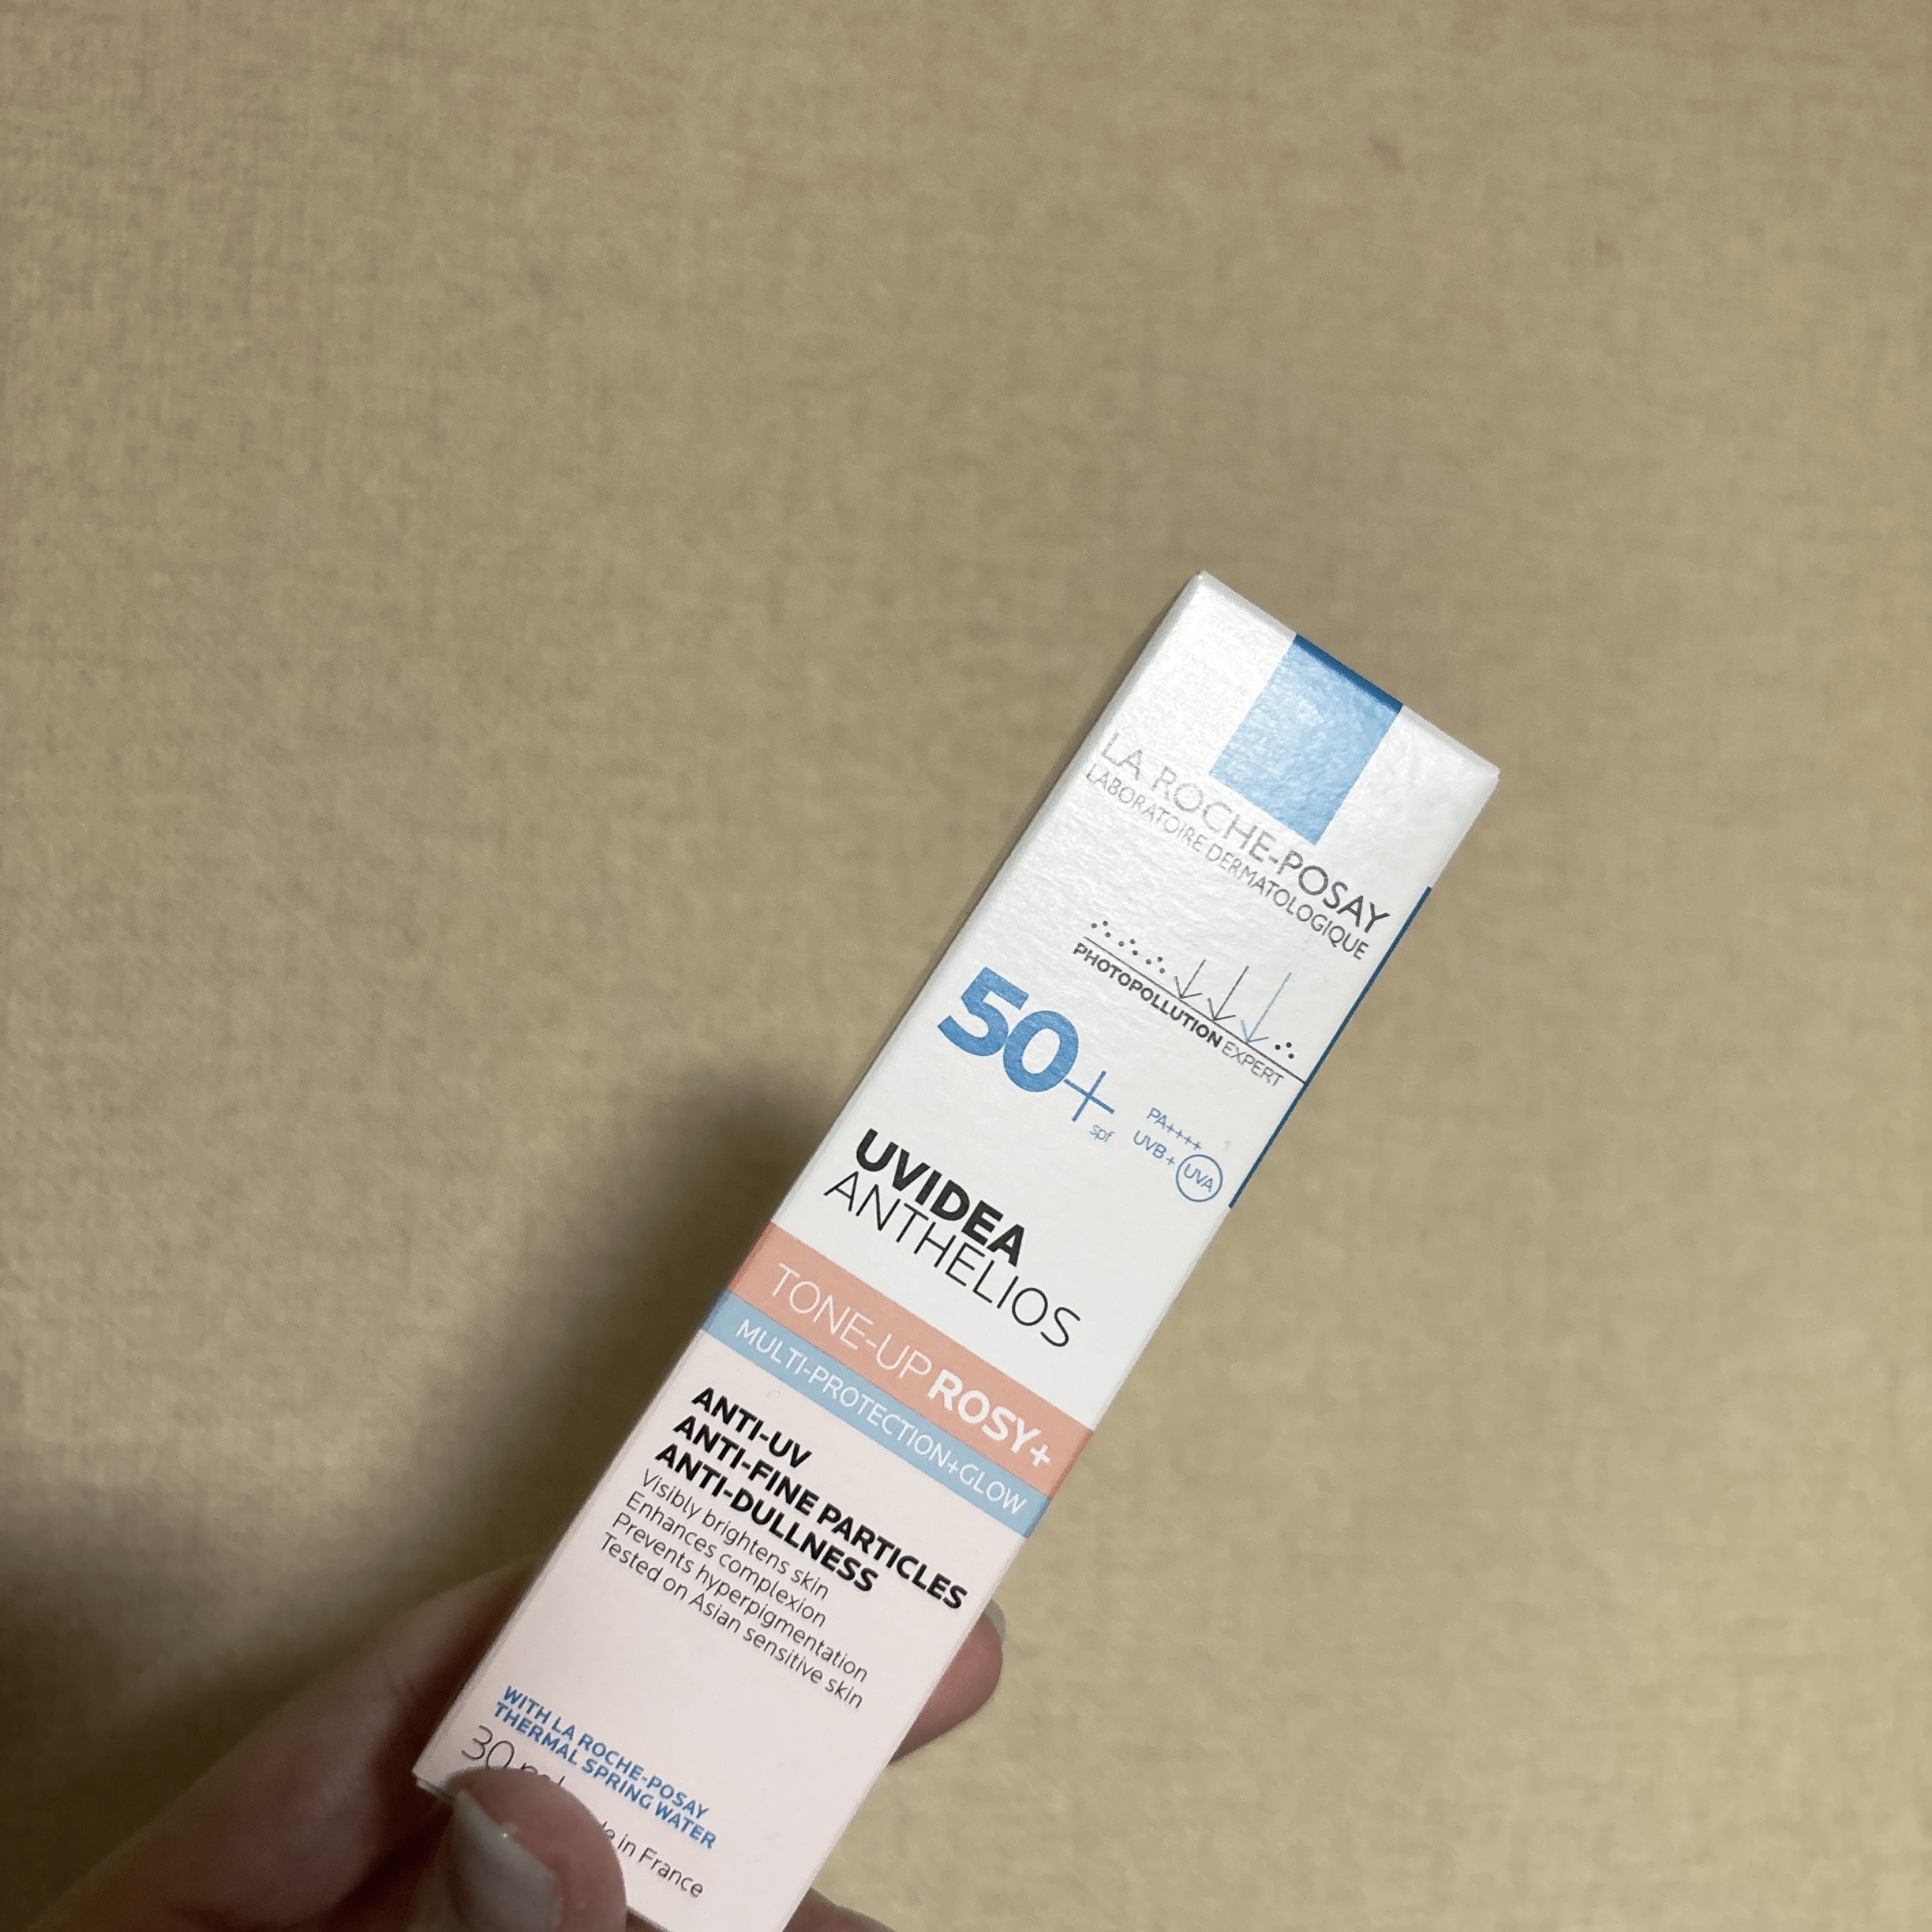 LA ROCHE-POSAY
LABORATOIRE DERMATOLOGIQUE
PHOTOPOLLUTION EXPERT
50+
spf
PA++++
UVB+ UVA
UVIDEA
ANTHELIOS
TONE-UP ROSY+
MULTI-PROTECTION+GLOW
ANTI-UV
ANTI-FINE PARTICLES
ANTI-DULLNESS
Visibly brightens skin
Enhances complexion
Prevents hyperpigmentation
Tested on Asian sensitive skin
WITH LA ROCHE-POSAY
THERMAL SPRING WATER
30
in France